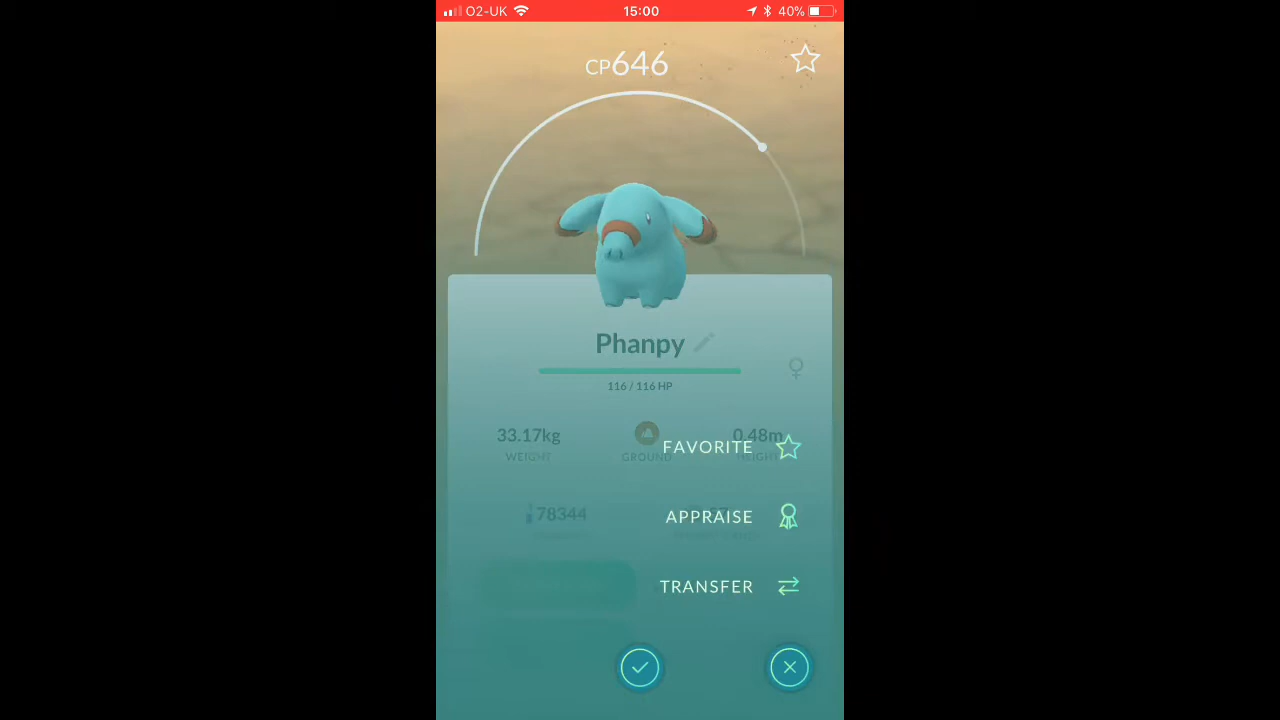 O2-UK 15:00 40%
CP646
Phanpy
116 / 116 HP
33.17kg 0.48m
WEIGHT GROUND HEIGHT
FAVORITE
78344
APPRAISE
TRANSFER